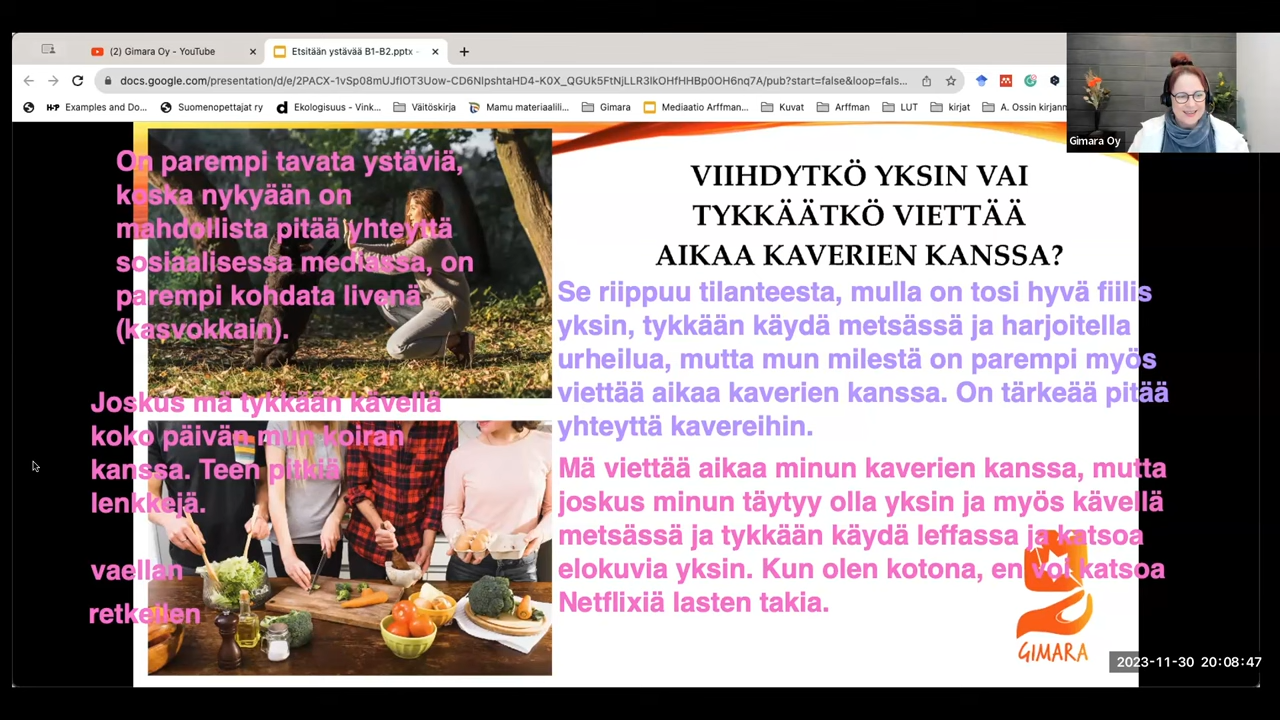 (2) Gimara Oy - YouTube
Etsitään ystävää B1-B2.pptx -
docs.google.com/presentation/d/e/2PACX-1vSp08mUJflOT3Uow-CD6NlpshtaHD4-K0X_QGUk5FtNjLLR3lkOHfHHBp0OH6nq7A/pub?start=false&loop=fals...
Examples and Do...
Suomenopettajat ry
Ekologisuus - Vink...
Väitöskirja
Mamu materiaalil...
Gimara
Mediaatio Arffman...
Kuvat
Arffman
LUT
kirjat
A. Ossin kirjann
Gimara Oy
On parempi tavata ystäviä,
koska nykyään on
mahdollista pitää yhteyttä
sosiaalisessa mediassa, on
parempi kohdata livenä
(kasvokkain).
Joskus mä tykkään kävellä
koko päivän mun koiran
kanssa. Teen pitkiä
lenkkejä.
vaellan
retkeilen
VIIHDYTKÖ YKSIN VAI
TYKKÄÄTKÖ VIETTÄÄ
AIKAA KAVERIEN KANSSA?
Se riippuu tilanteesta, mulla on tosi hyvä fiilis
yksin, tykkään käydä metsässä ja harjoitella
urheilua, mutta mun milestä on parempi myös
viettää aikaa kaverien kanssa. On tärkeää pitää
yhteyttä kavereihin.
Mä viettää aikaa minun kaverien kanssa, mutta
joskus minun täytyy olla yksin ja myös kävellä
metsässä ja tykkään käydä leffassa ja katsoa
elokuvia yksin. Kun olen kotona, en voi katsoa
Netflixiä lasten takia.
GIMARA
2023-11-30 20:08:47